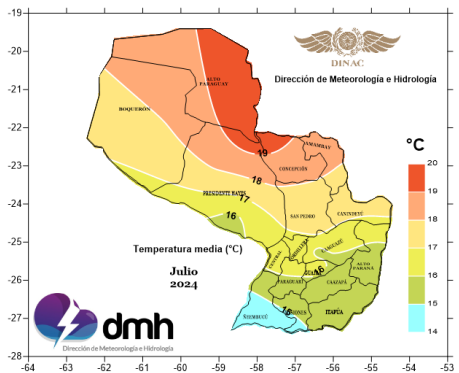 DINAC
Dirección de Meteorología e Hidrología
-19
-20
-21
-22
-23
-24
-25
-26
-27
-28
ALTO
PARAGUAY
BOQUERÓN
AMAMBAY
CONCEPCIÓN
PRESIDENTE HAYES
SAN PEDRO
CANINDEYÚ
CORDILLERA
CAAGUAZÚ
CENTRAL
ALTO
PARANÁ
PARAGUARÍ
CAAZAPÁ
ÑEEMBUCÚ
ITAPÚA
19
18
17
16
16
15
Temperatura media (°C)
Julio
2024
°C
20
19
18
17
16
15
14
dmh
Dirección de Meteorología e Hidrología
-64
-63
-62
-61
-60
-59
-58
-57
-56
-55
-54
-53